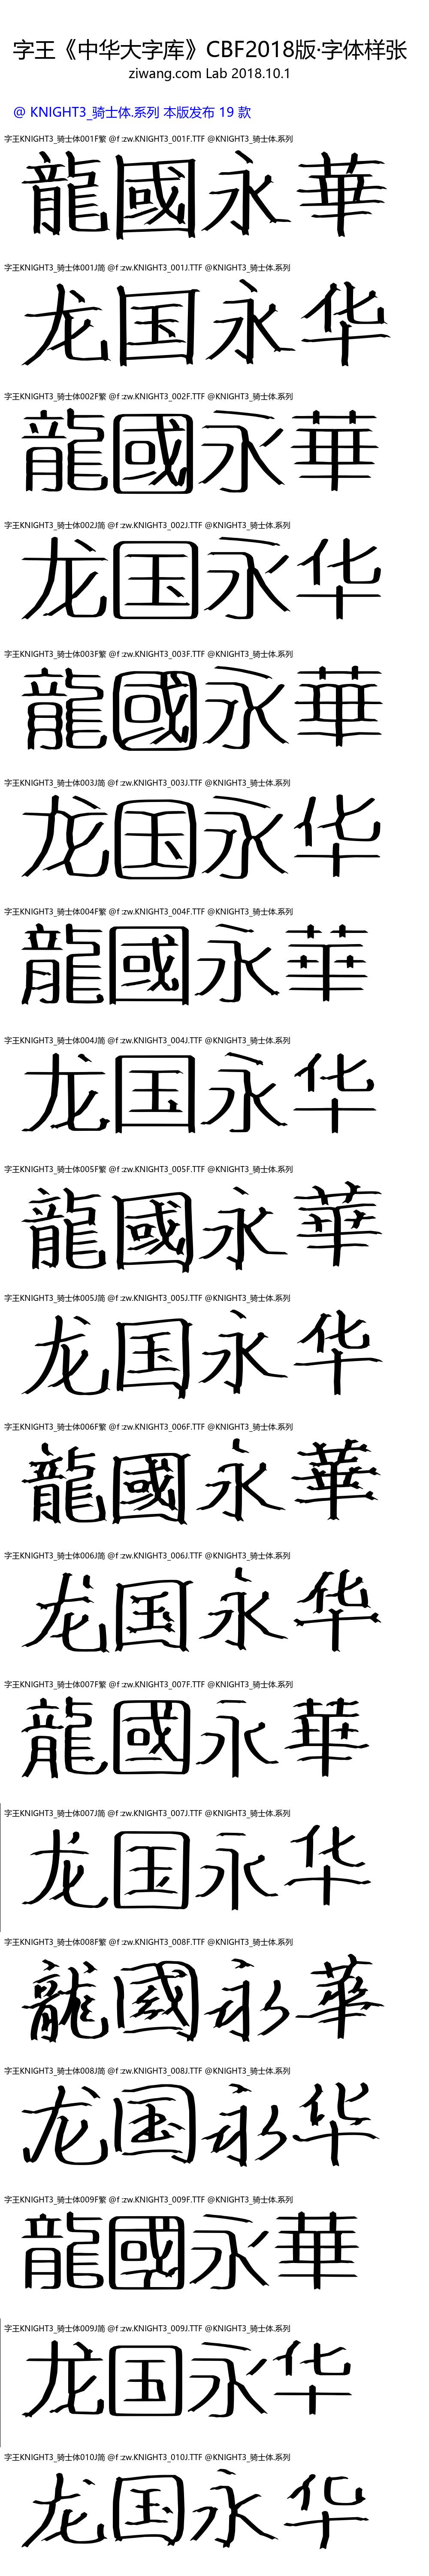 字王《中华大字库》CBF2018版·字体样张
ziwang.com Lab 2018.10.1
@ KNIGHT3_骑士体.系列 本版发布 19 款
字王KNIGHT3_骑士体001F繁 @f :zw.KNIGHT3_001F.TTF @KNIGHT3_骑士体.系列
龍國永華
字王KNIGHT3_骑士体001J简 @f :zw.KNIGHT3_001J.TTF @KNIGHT3_骑士体.系列
龙国永华
字王KNIGHT3_骑士体002F繁 @f :zw.KNIGHT3_002F.TTF @KNIGHT3_骑士体.系列
龍國永華
字王KNIGHT3_骑士体002J简 @f :zw.KNIGHT3_002J.TTF @KNIGHT3_骑士体.系列
龙国永华
字王KNIGHT3_骑士体003F繁 @f :zw.KNIGHT3_003F.TTF @KNIGHT3_骑士体.系列
龍國永華
字王KNIGHT3_骑士体003J简 @f :zw.KNIGHT3_003J.TTF @KNIGHT3_骑士体.系列
龙国永华
字王KNIGHT3_骑士体004F繁 @f :zw.KNIGHT3_004F.TTF @KNIGHT3_骑士体.系列
龍國永華
字王KNIGHT3_骑士体004J简 @f :zw.KNIGHT3_004J.TTF @KNIGHT3_骑士体.系列
龙国永华
字王KNIGHT3_骑士体005F繁 @f :zw.KNIGHT3_005F.TTF @KNIGHT3_骑士体.系列
龍國永華
字王KNIGHT3_骑士体005J简 @f :zw.KNIGHT3_005J.TTF @KNIGHT3_骑士体.系列
龙国永华
字王KNIGHT3_骑士体006F繁 @f :zw.KNIGHT3_006F.TTF @KNIGHT3_骑士体.系列
龍國永華
字王KNIGHT3_骑士体006J简 @f :zw.KNIGHT3_006J.TTF @KNIGHT3_骑士体.系列
龙国永华
字王KNIGHT3_骑士体007F繁 @f :zw.KNIGHT3_007F.TTF @KNIGHT3_骑士体.系列
龍國永華
字王KNIGHT3_骑士体007J简 @f :zw.KNIGHT3_007J.TTF @KNIGHT3_骑士体.系列
龙国永华
字王KNIGHT3_骑士体008F繁 @f :zw.KNIGHT3_008F.TTF @KNIGHT3_骑士体.系列
龍國永華
字王KNIGHT3_骑士体008J简 @f :zw.KNIGHT3_008J.TTF @KNIGHT3_骑士体.系列
龙国永华
字王KNIGHT3_骑士体009F繁 @f :zw.KNIGHT3_009F.TTF @KNIGHT3_骑士体.系列
龍國永華
字王KNIGHT3_骑士体009J简 @f :zw.KNIGHT3_009J.TTF @KNIGHT3_骑士体.系列
龙国永华
字王KNIGHT3_骑士体010J简 @f :zw.KNIGHT3_010J.TTF @KNIGHT3_骑士体.系列
龙国永华